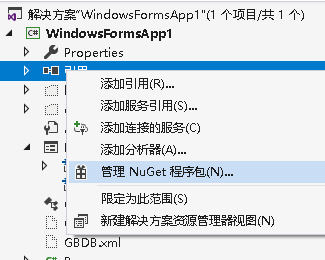 解决方案"WindowsFormsApp1"(1 个项目/共 1 个)
WindowsFormsApp1
Properties
引用
添加引用(R)...
添加服务引用(S)...
添加连接的服务(C)
添加分析器(A)...
管理 NuGet 程序包(N)...
限定为此范围(S)
新建解决方案资源管理器视图(N)
GBDB.xml